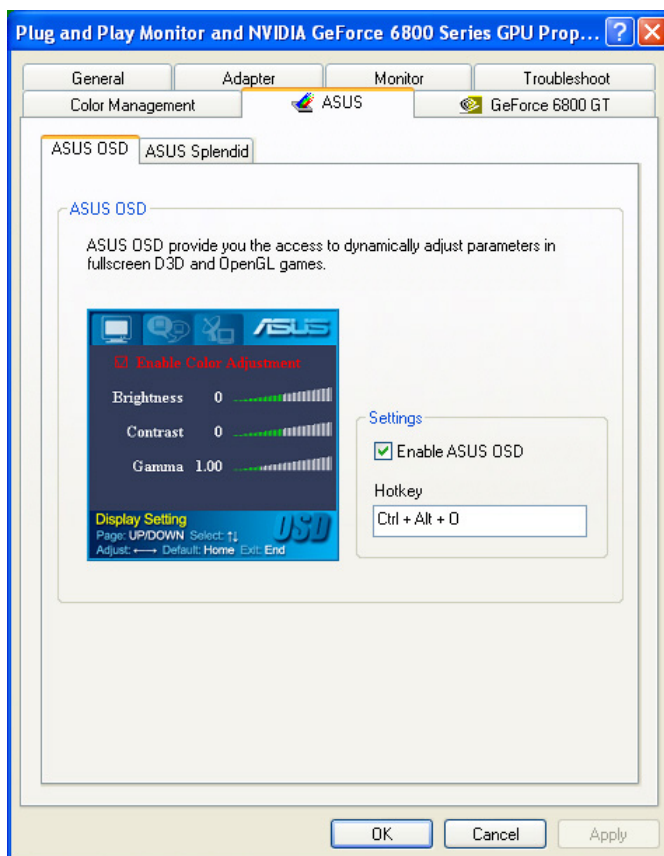 Plug and Play Monitor and NVIDIA GeForce 6800 Series GPU Prop...
General Adapter Monitor Troubleshoot
Color Management ASUS GeForce 6800 GT
ASUS OSD ASUS Splendid
ASUS OSD
ASUS OSD provide you the access to dynamically adjust parameters in
fullscreen D3D and OpenGL games.
ASUS
Enable Color Adjustment
Brightness 0
Contrast 0
Gamma 1.00
Display Setting
Page: UP/DOWN Select: ↑↓
Adjust: ←→ Default: Home Exit: End
OSD
Settings
Enable ASUS OSD
Hotkey
Ctrl + Alt + O
OK Cancel Apply